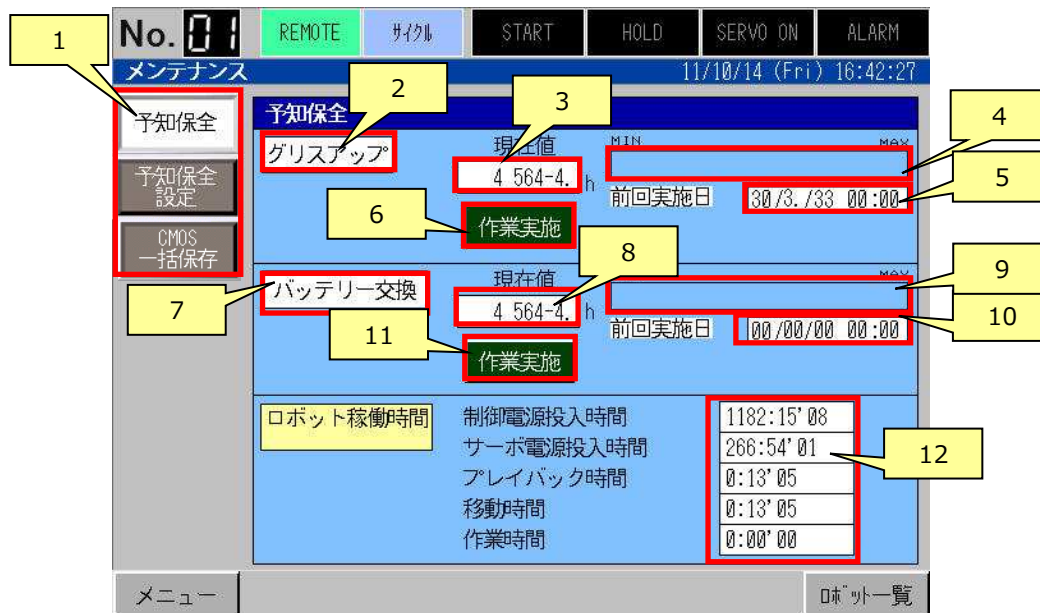 No. 01 REMOTE ｻｲｸﾙ START HOLD SERVO ON ALARM
1
メンテナンス 11/10/14 (Fri) 16:42:27
2
3
4
予知保全
予知保全
グリスアップ 現在値 MIN MAX
4 564-4. h
5
前回実施日 30/3./33 00:00
予知保全
設定
6
作業実施
CMOS
一括保存
7
8
9
バッテリー交換 現在値 MAX
4 564-4. h
10
前回実施日 00/00/00 00:00
11
作業実施
ロボット稼働時間 制御電源投入時間 1182:15'08
サーボ電源投入時間 266:54'01
12
プレイバック時間 0:13'05
移動時間 0:13'05
作業時間 0:00'00
メニュー ﾛﾎﾞｯﾄ一覧